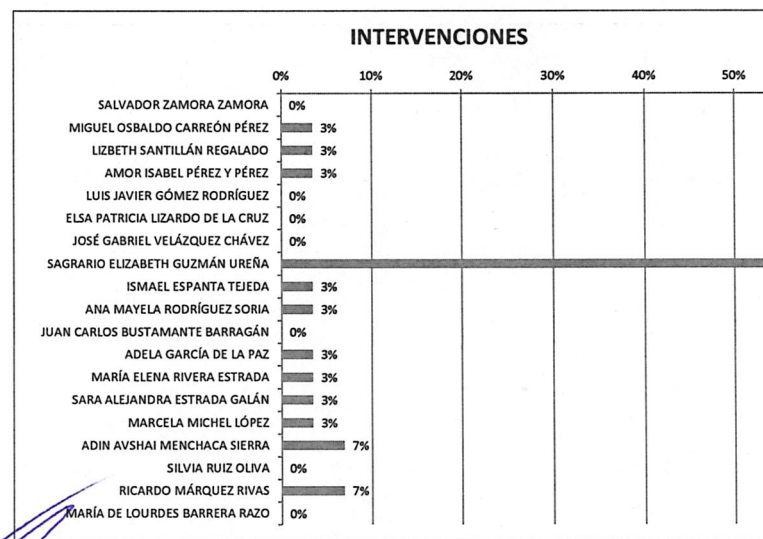 INTERVENCIONES
0% 10% 20% 30% 40% 50%
SALVADOR ZAMORA ZAMORA 0%
MIGUEL OSBALDO CARREÓN PÉREZ 3%
LIZBETH SANTILLÁN REGALADO 3%
AMOR ISABEL PÉREZ Y PÉREZ 3%
LUIS JAVIER GÓMEZ RODRÍGUEZ 0%
ELSA PATRICIA LIZARDO DE LA CRUZ 0%
JOSÉ GABRIEL VELÁZQUEZ CHÁVEZ 0%
SAGRARIO ELIZABETH GUZMÁN UREÑA
ISMAEL ESPANTA TEJEDA 3%
ANA MAYELA RODRÍGUEZ SORIA 3%
JUAN CARLOS BUSTAMANTE BARRAGÁN 0%
ADELA GARCÍA DE LA PAZ 3%
MARÍA ELENA RIVERA ESTRADA 3%
SARA ALEJANDRA ESTRADA GALÁN 3%
MARCELA MICHEL LÓPEZ 3%
ADIN AVSHAI MENCHACA SIERRA 7%
SILVIA RUIZ OLIVA 0%
RICARDO MÁRQUEZ RIVAS 7%
MARÍA DE LOURDES BARRERA RAZO 0%